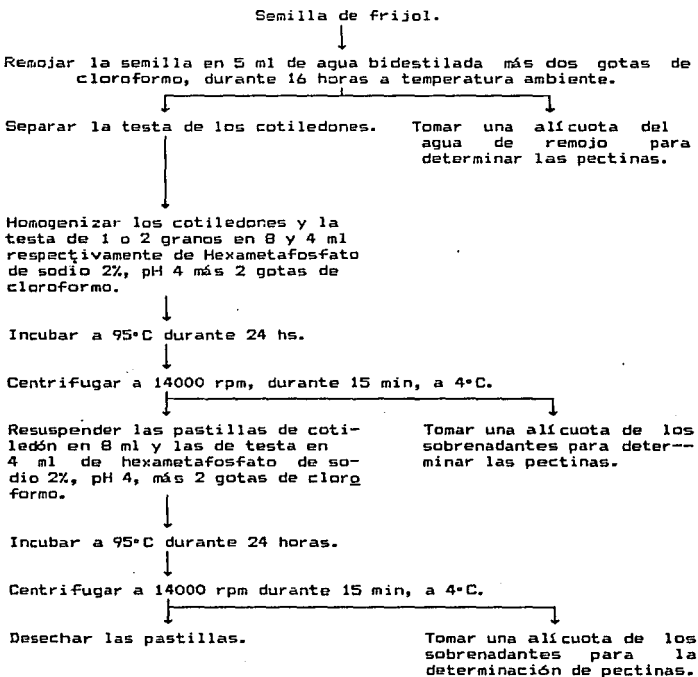 Semilla de frijol.
Remojar la semilla en 5 ml de agua bidestilada más dos gotas de
cloroformo, durante 16 horas a temperatura ambiente.
Separar la testa de los cotiledones.
Tomar una alícuota del
agua de remojo para
determinar las pectinas.
Homogenizar los cotiledones y la
testa de 1 o 2 granos en 8 y 4 ml
respectivamente de Hexametafosfato
de sodio 2%, pH 4 más 2 gotas de
cloroformo.
Incubar a 95°C durante 24 hs.
Centrifugar a 14000 rpm, durante 15 min, a 4°C.
Resuspender las pastillas de coti-
ledón en 8 ml y las de testa en
4 ml de hexametafosfato de so-
dio 2%, pH 4, más 2 gotas de cloro
formo.
Tomar una alícuota de los
sobrenadantes para deter--
minar las pectinas.
Incubar a 95°C durante 24 horas.
Centrifugar a 14000 rpm durante 15 min, a 4°C.
Desechar las pastillas.
Tomar una alícuota de los
sobrenadantes para la
determinación de pectinas.